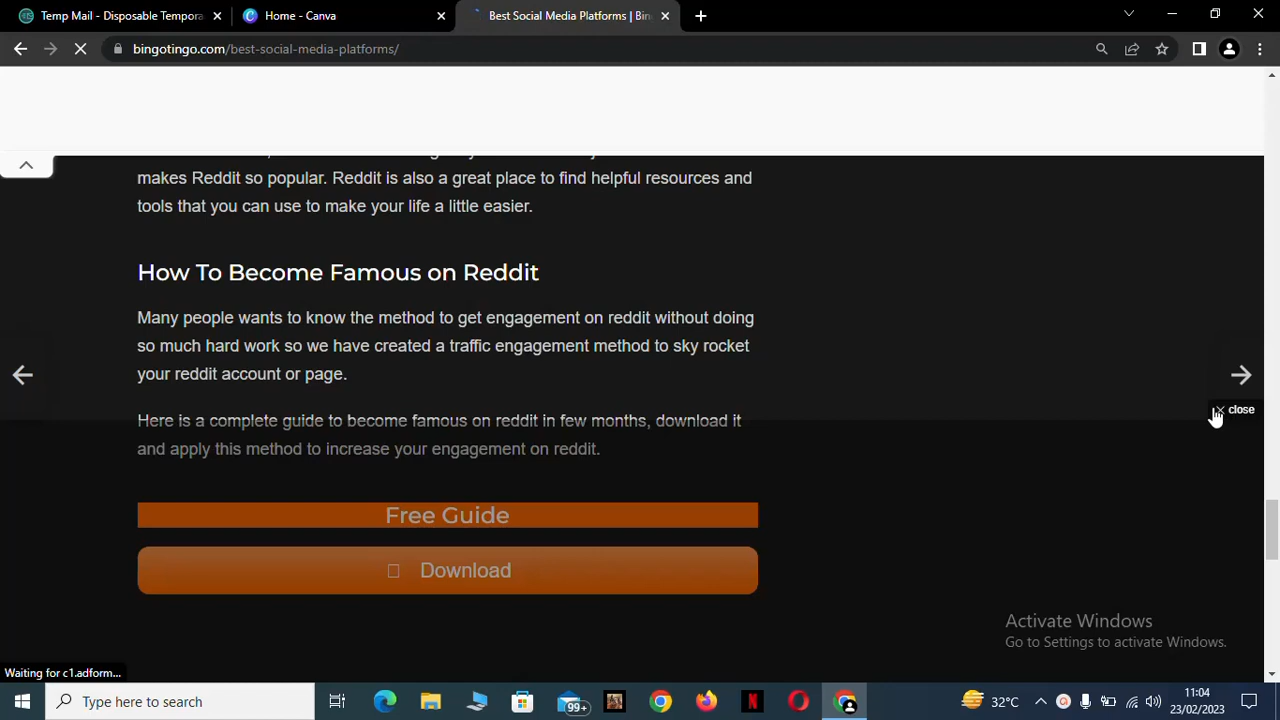 Temp Mail - Disposable Tempora
Home - Canva
Best Social Media Platforms | Bin
bingotingo.com/best-social-media-platforms/
makes Reddit so popular. Reddit is also a great place to find helpful resources and
tools that you can use to make your life a little easier.
How To Become Famous on Reddit
Many people wants to know the method to get engagement on reddit without doing
so much hard work so we have created a traffic engagement method to sky rocket
your reddit account or page.
close
Here is a complete guide to become famous on reddit in few months, download it
and apply this method to increase your engagement on reddit.
Free Guide
Download
Activate Windows
Go to Settings to activate Windows.
Waiting for c1.adform...
Type here to search
99+
32°C
11:04
23/02/2023